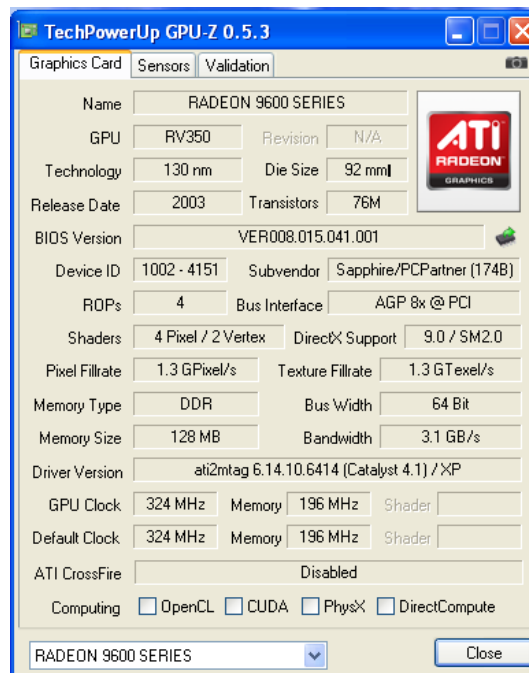 TechPowerUp GPU-Z 0.5.3
Graphics Card Sensors Validation
Name RADEON 9600 SERIES
GPU RV350 Revision N/A
Technology 130 nm Die Size 92 mm
Release Date 2003 Transistors 76M
ATI
RADEON
GRAPHICS
BIOS Version VER008.015.041.001
Device ID 1002 - 4151 Subvendor Sapphire/PCPartner (174B)
ROPs 4 Bus Interface AGP 8x @ PCI
Shaders 4 Pixel / 2 Vertex DirectX Support 9.0 / SM2.0
Pixel Fillrate 1.3 GPixel/s Texture Fillrate 1.3 GTexel/s
Memory Type DDR Bus Width 64 Bit
Memory Size 128 MB Bandwidth 3.1 GB/s
Driver Version ati2mtag 6.14.10.6414 (Catalyst 4.1) / XP
GPU Clock 324 MHz Memory 196 MHz Shader
Default Clock 324 MHz Memory 196 MHz Shader
ATI CrossFire Disabled
Computing OpenCL CUDA PhysX DirectCompute
RADEON 9600 SERIES Close